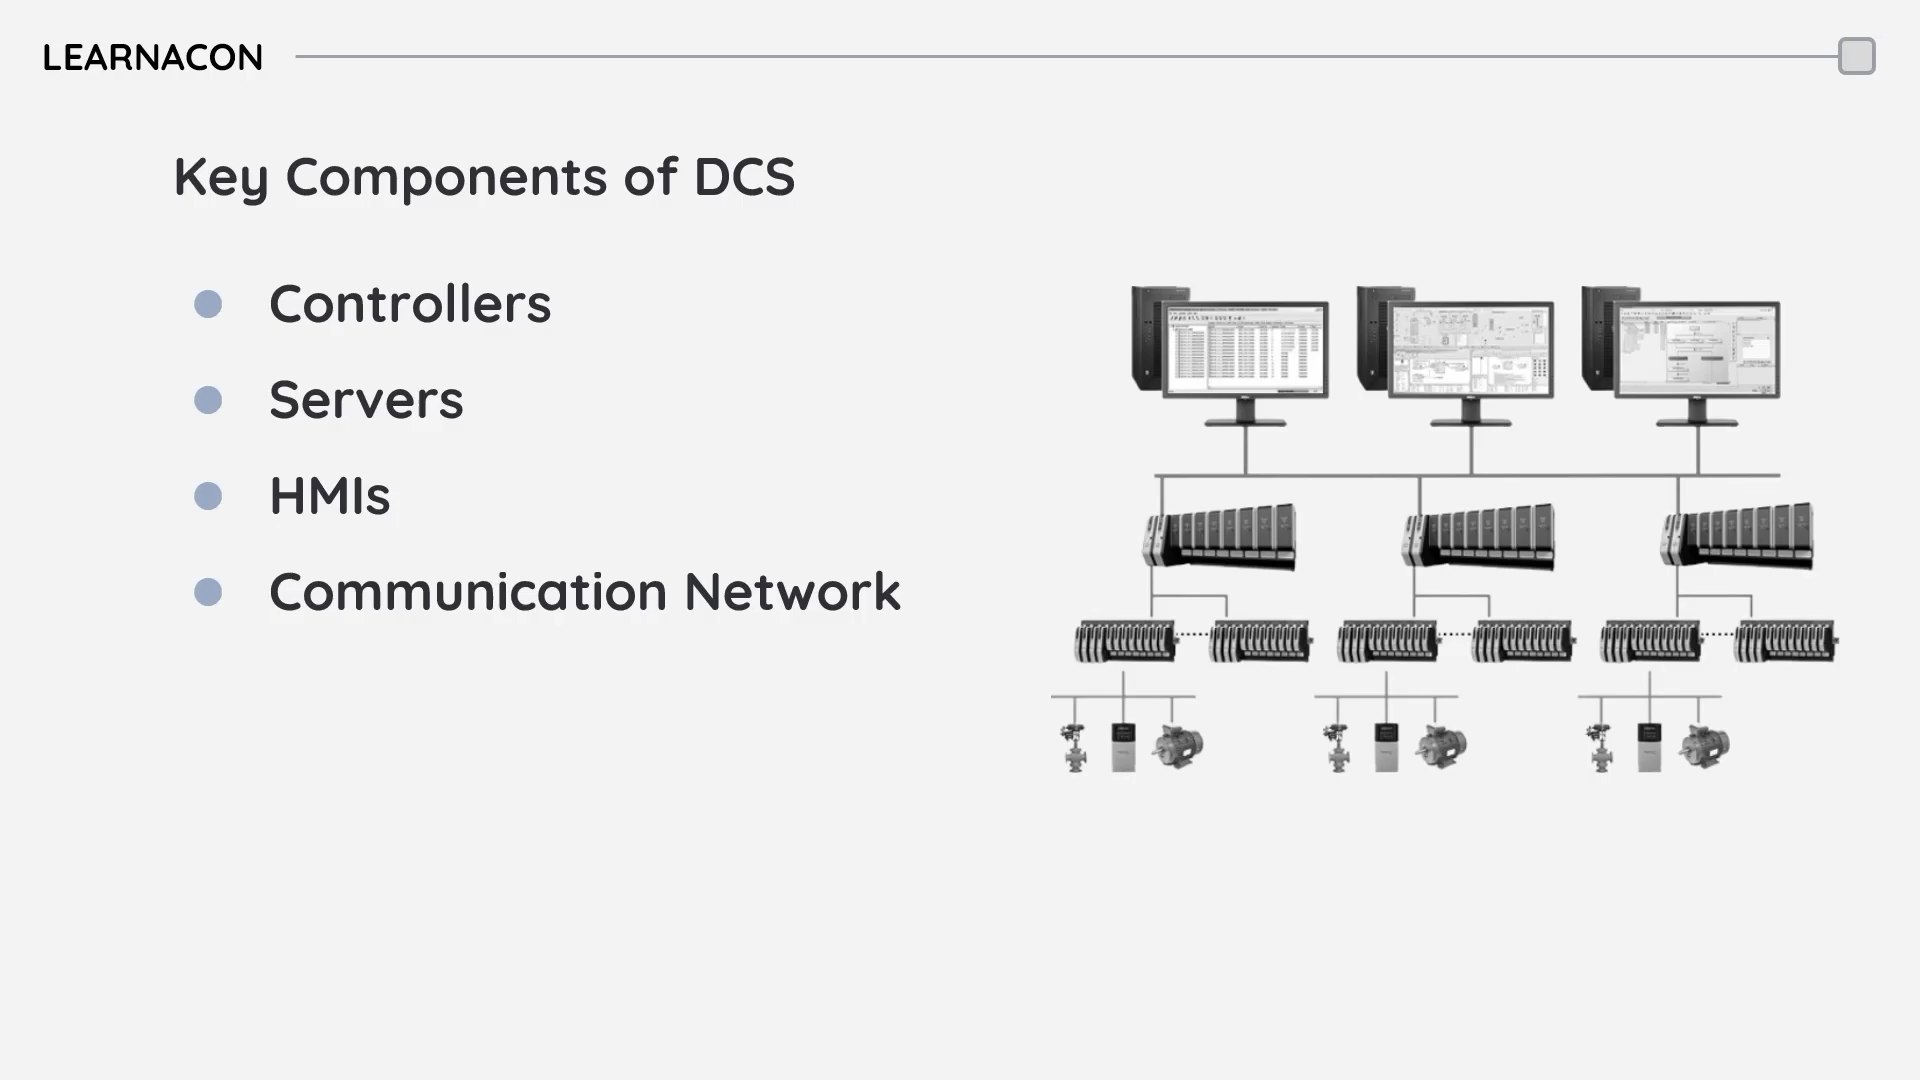 LEARNACON
Key Components of DCS
Controllers
Servers
HMIs
Communication Network